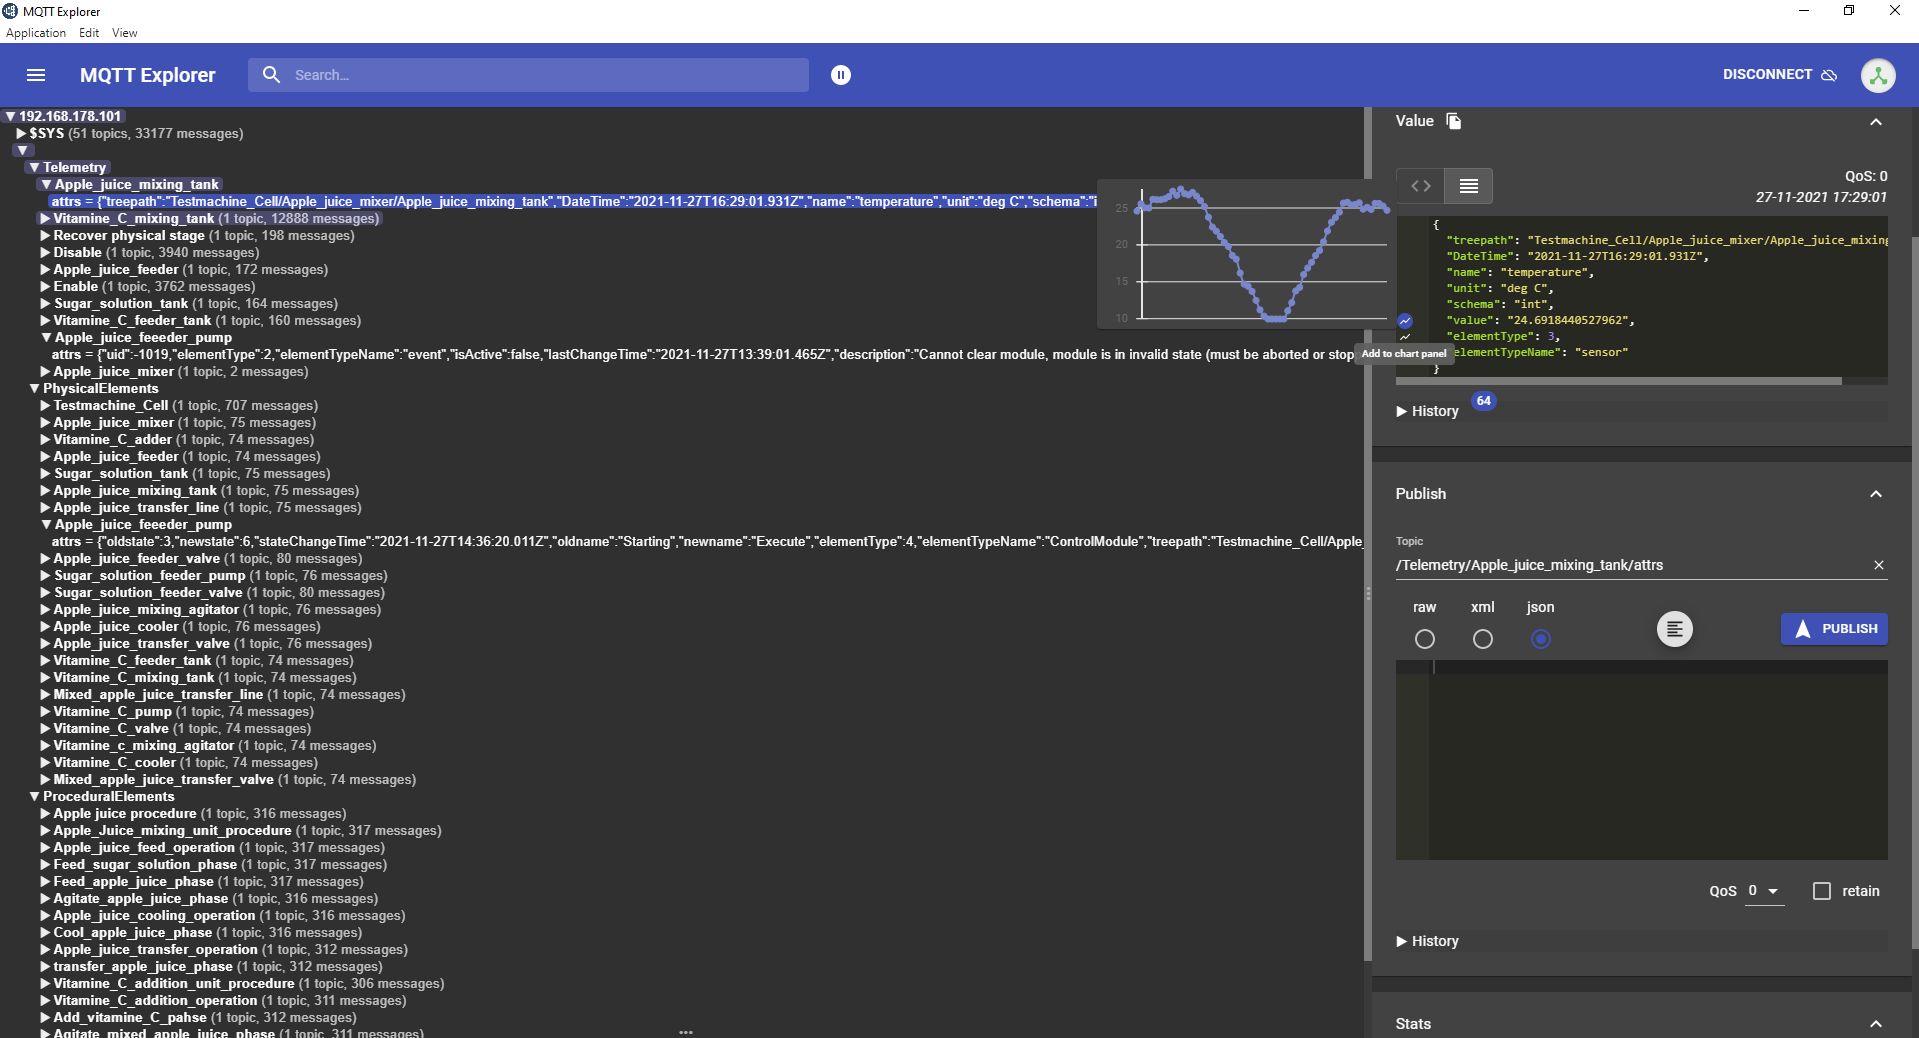 MQTT Explorer
Application Edit View
MQTT Explorer
Search...
DISCONNECT
▼ 192.168.178.101
▶ $SYS (51 topics, 33177 messages)
▼
▼ Telemetry
▼ Apple_juice_mixing_tank
attrs = {"treepath":"Testmachine_Cell/Apple_juice_mixer/Apple_juice_mixing_tank","DateTime":"2021-11-27T16:29:01.931Z","name":"temperature","unit":"deg C","schema":"i
▶ Vitamine_C_mixing_tank (1 topic, 12888 messages)
▶ Recover physical stage (1 topic, 198 messages)
▶ Disable (1 topic, 3940 messages)
▶ Apple_juice_feeder (1 topic, 172 messages)
▶ Enable (1 topic, 3762 messages)
▶ Sugar_solution_tank (1 topic, 164 messages)
▶ Vitamine_C_feeder_tank (1 topic, 160 messages)
▼ Apple_juice_feeeder_pump
attrs = {"uid":-1019,"elementType":2,"elementTypeName":"event","isActive":false,"lastChangeTime":"2021-11-27T13:39:01.465Z","description":"Cannot clear module, module is in invalid state (must be aborted or stop
▶ Apple_juice_mixer (1 topic, 2 messages)
▼ PhysicalElements
▶ Testmachine_Cell (1 topic, 707 messages)
▶ Apple_juice_mixer (1 topic, 75 messages)
▶ Vitamine_C_adder (1 topic, 74 messages)
▶ Apple_juice_feeder (1 topic, 74 messages)
▶ Sugar_solution_tank (1 topic, 75 messages)
▶ Apple_juice_mixing_tank (1 topic, 75 messages)
▶ Apple_juice_transfer_line (1 topic, 75 messages)
▼ Apple_juice_feeeder_pump
attrs = {"oldstate":3,"newstate":6,"stateChangeTime":"2021-11-27T14:36:20.011Z","oldname":"Starting","newname":"Execute","elementType":4,"elementTypeName":"ControlModule","treepath":"Testmachine_Cell/Apple_
▶ Apple_juice_feeder_valve (1 topic, 80 messages)
▶ Sugar_solution_feeder_pump (1 topic, 76 messages)
▶ Sugar_solution_feeder_valve (1 topic, 80 messages)
▶ Apple_juice_mixing_agitator (1 topic, 76 messages)
▶ Apple_juice_cooler (1 topic, 76 messages)
▶ Apple_juice_transfer_valve (1 topic, 76 messages)
▶ Vitamine_C_feeder_tank (1 topic, 74 messages)
▶ Vitamine_C_mixing_tank (1 topic, 74 messages)
▶ Mixed_apple_juice_transfer_line (1 topic, 74 messages)
▶ Vitamine_C_pump (1 topic, 74 messages)
▶ Vitamine_C_valve (1 topic, 74 messages)
▶ Vitamine_c_mixing_agitator (1 topic, 74 messages)
▶ Vitamine_C_cooler (1 topic, 74 messages)
▶ Mixed_apple_juice_transfer_valve (1 topic, 74 messages)
▼ ProceduralElements
▶ Apple juice procedure (1 topic, 316 messages)
▶ Apple_Juice_mixing_unit_procedure (1 topic, 317 messages)
▶ Apple_juice_feed_operation (1 topic, 317 messages)
▶ Feed_sugar_solution_phase (1 topic, 317 messages)
▶ Feed_apple_juice_phase (1 topic, 317 messages)
▶ Agitate_apple_juice_phase (1 topic, 316 messages)
▶ Apple_juice_cooling_operation (1 topic, 316 messages)
▶ Cool_apple_juice_phase (1 topic, 316 messages)
▶ Apple_juice_transfer_operation (1 topic, 312 messages)
▶ transfer_apple_juice_phase (1 topic, 312 messages)
▶ Vitamine_C_addition_unit_procedure (1 topic, 306 messages)
▶ Vitamine_C_addition_operation (1 topic, 311 messages)
▶ Add_vitamine_C_pahse (1 topic, 312 messages)
▶ Agitate_mixed_apple_juice_phase (1 topic, 311 messages)
25
20
15
10
Value
QoS: 0
27-11-2021 17:29:01
{
"treepath": "Testmachine_Cell/Apple_juice_mixer/Apple_juice_mixing
"DateTime": "2021-11-27T16:29:01.931Z",
"name": "temperature",
"unit": "deg C",
"schema": "int",
"value": "24.6918440527962",
"elementType": 3,
elementTypeName": "sensor"
}
Add to chart panel
▶ History 64
Publish
Topic
/Telemetry/Apple_juice_mixing_tank/attrs
raw xml json
PUBLISH
QoS 0 retain
▶ History
Stats